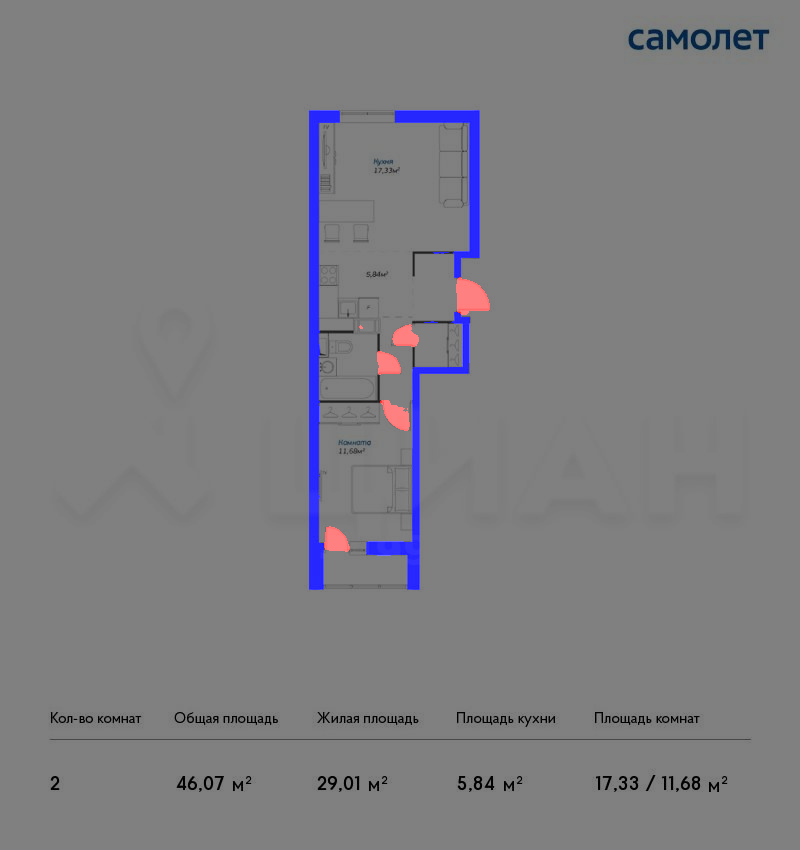 самолет
Кухня
17,33м²
5,84м²
Комната
11,68м²
ЦИАН
Кол-во комнат Общая площадь Жилая площадь Площадь кухни Площадь комнат
2 46,07 м² 29,01 м² 5,84 м² 17,33 / 11,68 м²